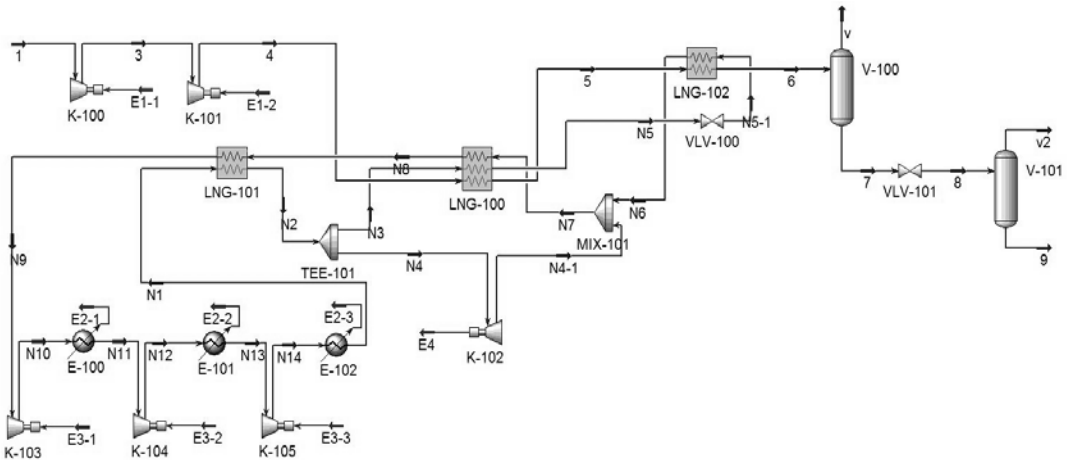 v
V-100
1
3
4
5
6
LNG-102
K-100
E1-1
K-101
E1-2
N5
N5-1
VLV-100
v2
V-101
7
VLV-101
8
9
LNG-101
N8
LNG-100
N2
N3
N7
MIX-101
N6
TEE-101
N4
N4-1
N9
N1
E2-1
E2-2
E2-3
N10
E-100
N11
N12
E-101
N13
N14
E-102
E4
K-102
K-103
E3-1
K-104
E3-2
K-105
E3-3